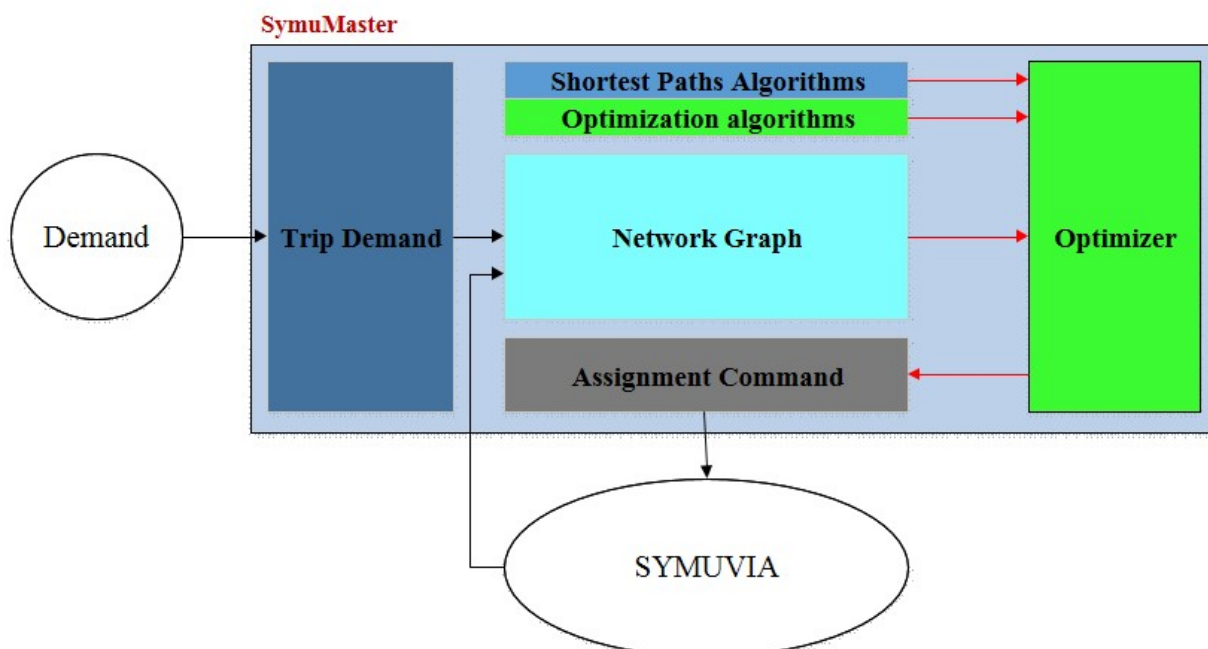 SymuMaster
Shortest Paths Algorithms
Optimization algorithms
Demand
Trip Demand
Network Graph
Optimizer
Assignment Command
SYMUVIA